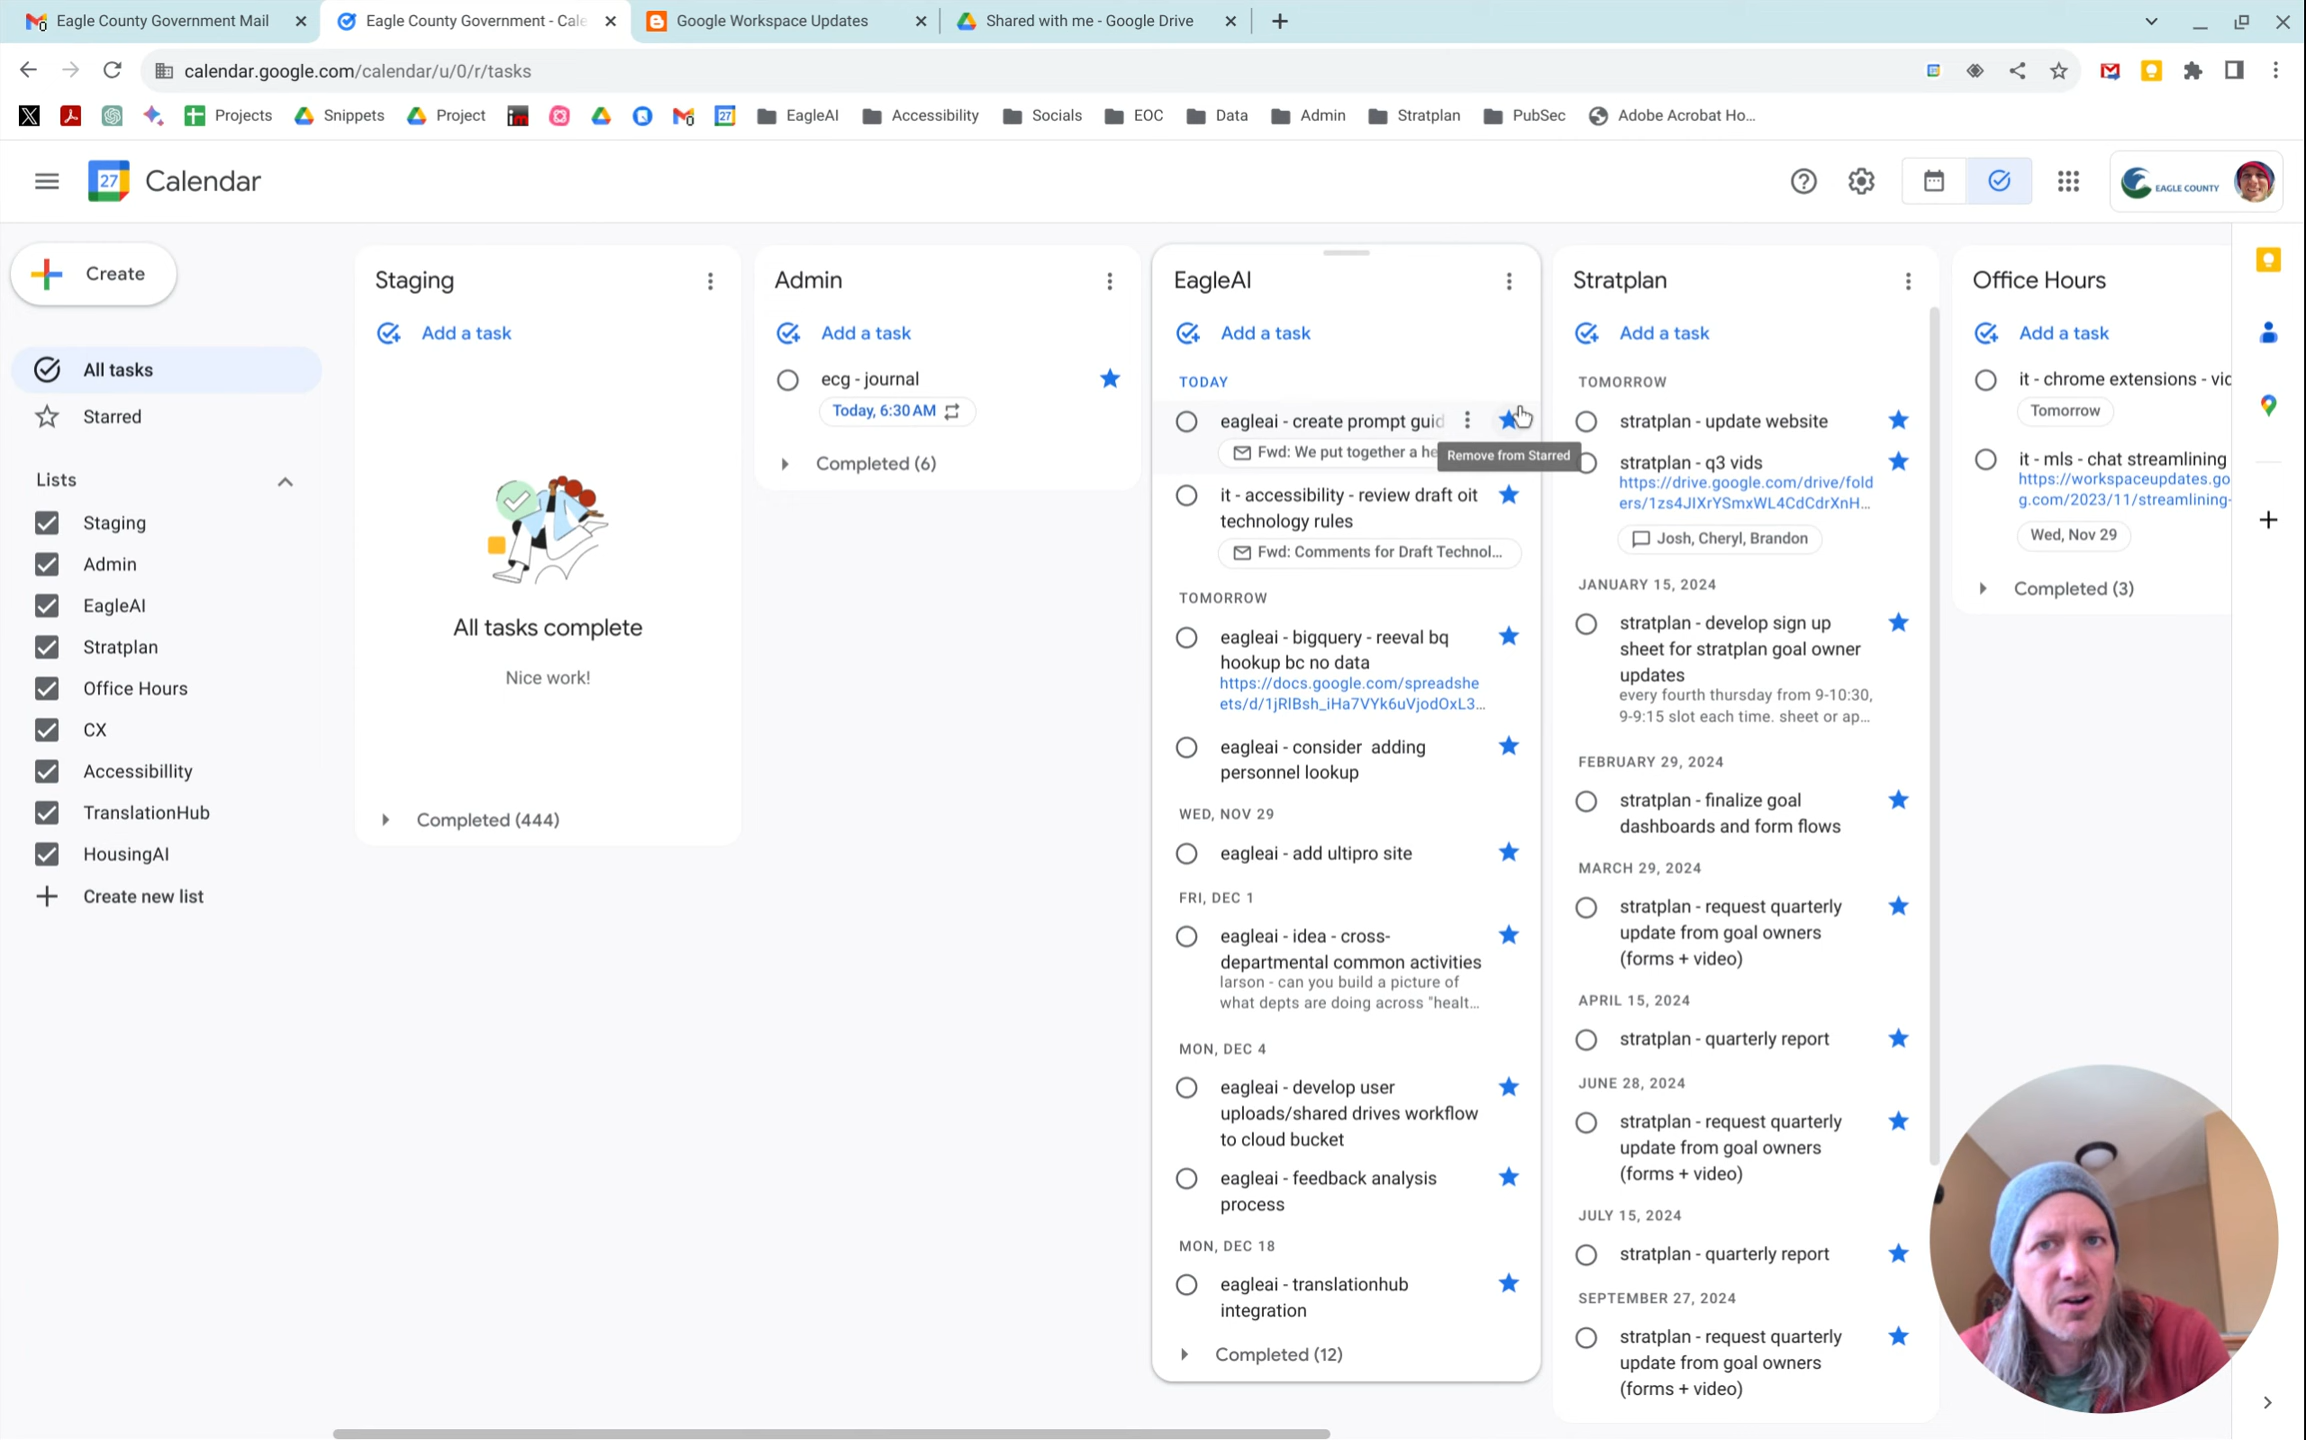 Eagle County Government Mail
Eagle County Government - Cale
Google Workspace Updates
Shared with me - Google Drive
calendar.google.com/calendar/u/0/r/tasks
Projects
Snippets
Project
EagleAI
Accessibility
Socials
EOC
Data
Admin
Stratplan
PubSec
Adobe Acrobat Ho...
27
Calendar
EAGLE COUNTY
Create
All tasks
Starred
Lists
Staging
Admin
EagleAI
Stratplan
Office Hours
CX
Accessibillity
TranslationHub
HousingAI
Create new list
Staging
Add a task
All tasks complete
Nice work!
Completed (444)
Admin
Add a task
ecg - journal
Today, 6:30 AM
Completed (6)
EagleAI
Add a task
TODAY
eagleai - create prompt guid
Fwd: We put together a he
Remove from Starred
it - accessibility - review draft oit
technology rules
Fwd: Comments for Draft Technol...
TOMORROW
eagleai - bigquery - reeval bq
hookup bc no data
https://docs.google.com/spreadshe
ets/d/1jRlBsh_iHa7VYk6uVjodOxL3...
eagleai - consider adding
personnel lookup
WED, NOV 29
eagleai - add ultipro site
FRI, DEC 1
eagleai - idea - cross-
departmental common activities
larson - can you build a picture of
what depts are doing across "healt...
MON, DEC 4
eagleai - develop user
uploads/shared drives workflow
to cloud bucket
eagleai - feedback analysis
process
MON, DEC 18
eagleai - translationhub
integration
Completed (12)
Stratplan
Add a task
TOMORROW
stratplan - update website
stratplan - q3 vids
https://drive.google.com/drive/fold
ers/1zs4JIXrYSmxWL4CdCdrXnH...
Josh, Cheryl, Brandon
JANUARY 15, 2024
stratplan - develop sign up
sheet for stratplan goal owner
updates
every fourth thursday from 9-10:30,
9-9:15 slot each time. sheet or ap...
FEBRUARY 29, 2024
stratplan - finalize goal
dashboards and form flows
MARCH 29, 2024
stratplan - request quarterly
update from goal owners
(forms + video)
APRIL 15, 2024
stratplan - quarterly report
JUNE 28, 2024
stratplan - request quarterly
update from goal owners
(forms + video)
JULY 15, 2024
stratplan - quarterly report
SEPTEMBER 27, 2024
stratplan - request quarterly
update from goal owners
(forms + video)
Office Hours
Add a task
it - chrome extensions - vid
Tomorrow
it - mls - chat streamlining
https://workspaceupdates.go
g.com/2023/11/streamlining-
Wed, Nov 29
Completed (3)